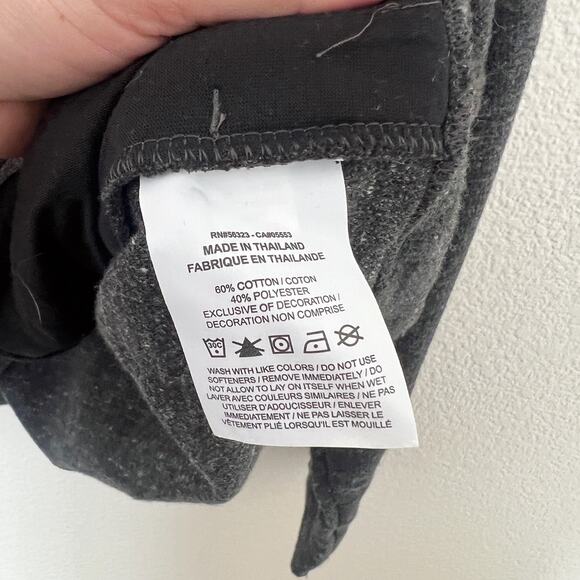 RN#56323 - CA#05553
MADE IN THAILAND
FABRIQUE EN THAILANDE
60% COTTON / COTON
40% POLYESTER
EXCLUSIVE OF DECORATION /
DECORATION NON COMPRISE
30C
WASH WITH LIKE COLORS / DO NOT USE
SOFTENERS / REMOVE IMMEDIATELY / DO
NOT ALLOW TO LAY ON ITSELF WHEN WET
LAVER AVEC COULEURS SIMILAIRES / NE PAS
UTILISER D'ADOUCISSEUR / ENLEVER
IMMÉDIATEMENT / NE PAS LAISSER LE
VÊTEMENT PLIÉ LORSQU'IL EST MOUILLÉ